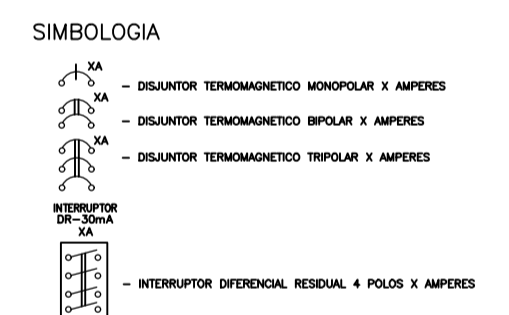 SIMBOLOGIA
XA
- DISJUNTOR TERMOMAGNETICO MONOPOLAR X AMPERES
XA
- DISJUNTOR TERMOMAGNETICO BIPOLAR X AMPERES
XA
- DISJUNTOR TERMOMAGNETICO TRIPOLAR X AMPERES
INTERRUPTOR
DR-30mA
XA
- INTERRUPTOR DIFERENCIAL RESIDUAL 4 POLOS X AMPERES